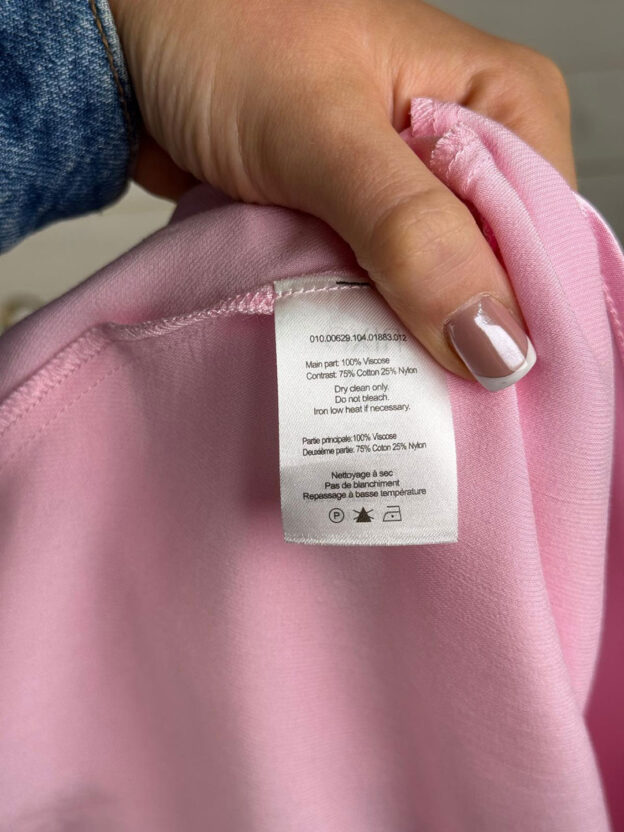 010.00629.104.01883.012
Main part: 100% Viscose
Contrast: 75% Cotton 25% Nylon
Dry clean only.
Do not bleach.
Iron low heat if necessary.
Partie principale:100% Viscose
Deuxième partie: 75% Coton 25% Nylon
Nettoyage à sec
Pas de blanchiment
Repassage à basse température
P